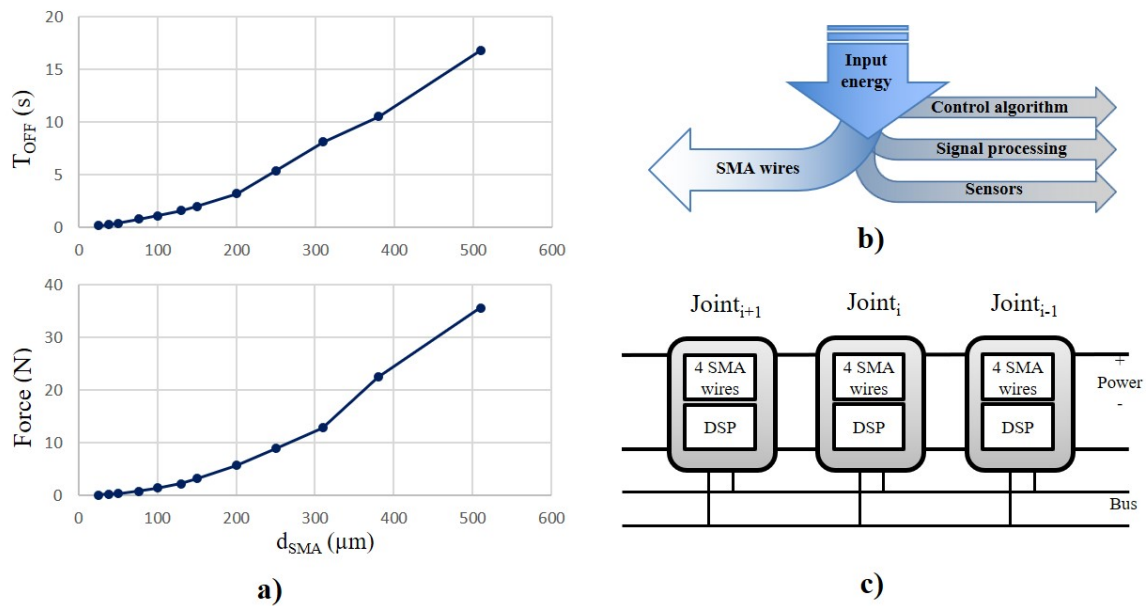 20
15
10
5
0
T_OFF (s)
0 100 200 300 400 500 600
40
30
20
10
0
Force (N)
0 100 200 300 400 500 600
d_SMA (µm)
a)
Input
energy
Control algorithm
Signal processing
Sensors
SMA wires
b)
Joint_i+1 Joint_i Joint_i-1
4 SMA
wires
DSP
4 SMA
wires
DSP
4 SMA
wires
DSP
+
Power
-
Bus
c)